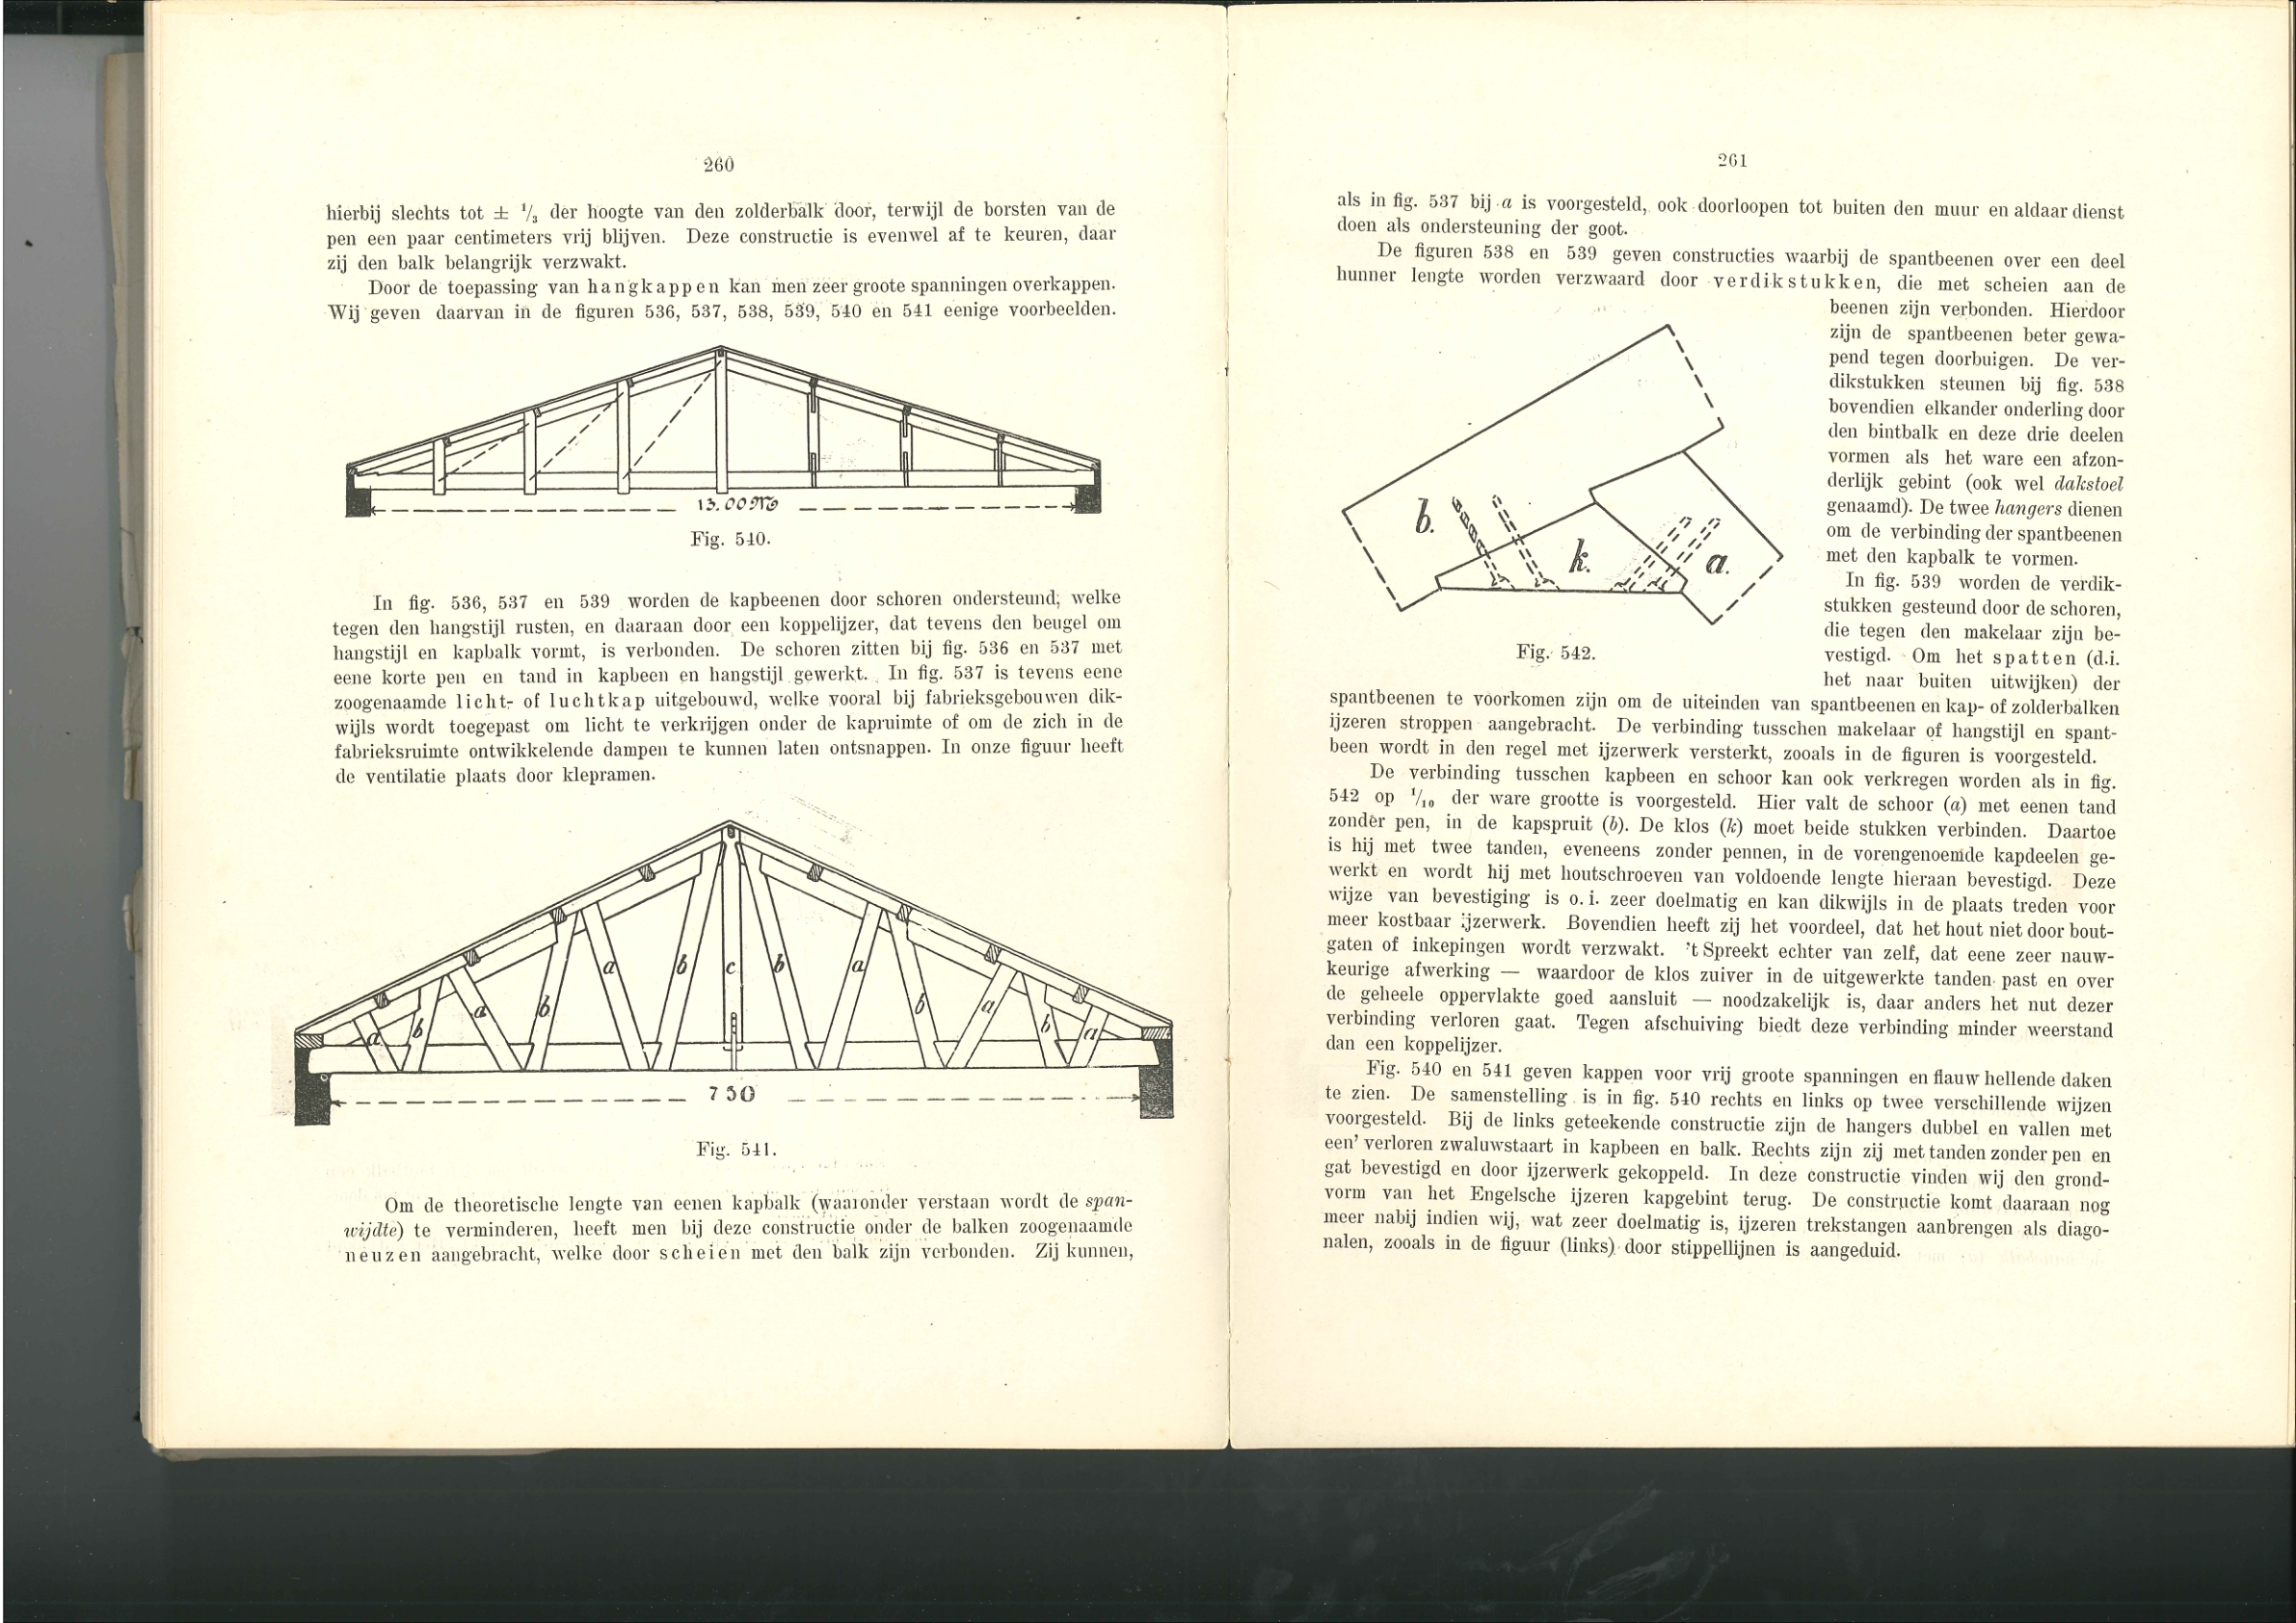 260
hierbij slechts tot ± 1/3 der hoogte van den zolderbalk door, terwijl de borsten van de
pen een paar centimeters vrij blijven. Deze constructie is evenwel af te keuren, daar
zij den balk belangrijk verzwakt.
Door de toepassing van hangkappen kan men zeer groote spanningen overkappen.
Wij geven daarvan in de figuren 536, 537, 538, 539, 540 en 541 eenige voorbeelden.
13.00 M
Fig. 540.
In fig. 536, 537 en 539 worden de kapbeenen door schoren ondersteund, welke
tegen den hangstijl rusten, en daaraan door een koppelijzer, dat tevens den beugel om
hangstijl en kapbalk vormt, is verbonden. De schoren zitten bij fig. 536 en 537 met
eene korte pen en tand in kapbeen en hangstijl gewerkt. In fig. 537 is tevens eene
zoogenaamde licht- of luchtkap uitgebouwd, welke vooral bij fabrieksgebouwen dik-
wijls wordt toegepast om licht te verkrijgen onder de kapruimte of om de zich in de
fabrieksruimte ontwikkelende dampen te kunnen laten ontsnappen. In onze figuur heeft
de ventilatie plaats door klepramen.
a b a b a b c b a b a b a
750
Fig. 541.
Om de theoretische lengte van eenen kapbalk (waaronder verstaan wordt de span-
wijdte) te verminderen, heeft men bij deze constructie onder de balken zoogenaamde
neuzen aangebracht, welke door scheien met den balk zijn verbonden. Zij kunnen,
261
als in fig. 537 bij a is voorgesteld, ook doorloopen tot buiten den muur en aldaar dienst
doen als ondersteuning der goot.
De figuren 538 en 539 geven constructies waarbij de spantbeenen over een deel
hunner lengte worden verzwaard door verdikstukken, die met scheien aan de
beenen zijn verbonden. Hierdoor
zijn de spantbeenen beter gewa-
pend tegen doorbuigen. De ver-
dikstukken steunen bij fig. 538
bovendien elkander onderling door
den bintbalk en deze drie deelen
vormen als het ware een afzon-
derlijk gebint (ook wel dakstoel
genaamd). De twee hangers dienen
om de verbinding der spantbeenen
met den kapbalk te vormen.
In fig. 539 worden de verdik-
stukken gesteund door de schoren,
die tegen den makelaar zijn be-
vestigd. Om het spatten (d.i.
het naar buiten uitwijken) der
b. k. a.
Fig. 542.
spantbeenen te voorkomen zijn om de uiteinden van spantbeenen en kap- of zolderbalken
ijzeren stroppen aangebracht. De verbinding tusschen makelaar of hangstijl en spant-
been wordt in den regel met ijzerwerk versterkt, zooals in de figuren is voorgesteld.
De verbinding tusschen kapbeen en schoor kan ook verkregen worden als in fig.
542 op 1/10 der ware grootte is voorgesteld. Hier valt de schoor (a) met eenen tand
zonder pen, in de kapspruit (b). De klos (k) moet beide stukken verbinden. Daartoe
is hij met twee tanden, eveneens zonder pennen, in de vorengenoemde kapdeelen ge-
werkt en wordt hij met houtschroeven van voldoende lengte hieraan bevestigd. Deze
wijze van bevestiging is o. i. zeer doelmatig en kan dikwijls in de plaats treden voor
meer kostbaar ijzerwerk. Bovendien heeft zij het voordeel, dat het hout niet door bout-
gaten of inkepingen wordt verzwakt. 't Spreekt echter van zelf, dat eene zeer nauw-
keurige afwerking — waardoor de klos zuiver in de uitgewerkte tanden past en over
de geheele oppervlakte goed aansluit — noodzakelijk is, daar anders het nut dezer
verbinding verloren gaat. Tegen afschuiving biedt deze verbinding minder weerstand
dan een koppelijzer.
Fig. 540 en 541 geven kappen voor vrij groote spanningen en flauw hellende daken
te zien. De samenstelling is in fig. 540 rechts en links op twee verschillende wijzen
voorgesteld. Bij de links geteekende constructie zijn de hangers dubbel en vallen met
een' verloren zwaluwstaart in kapbeen en balk. Rechts zijn zij met tanden zonder pen en
gat bevestigd en door ijzerwerk gekoppeld. In deze constructie vinden wij den grond-
vorm van het Engelsche ijzeren kapgebint terug. De constructie komt daaraan nog
meer nabij indien wij, wat zeer doelmatig is, ijzeren trekstangen aanbrengen als diago-
nalen, zooals in de figuur (links) door stippellijnen is aangeduid.